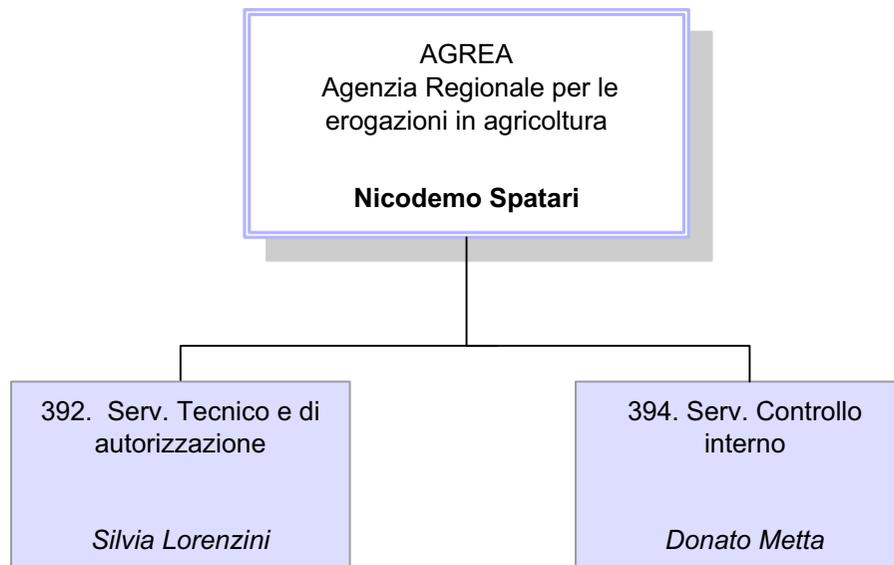 AGREA
Agenzia Regionale per le
erogazioni in agricoltura
Nicodemo Spatari
392. Serv. Tecnico e di
autorizzazione
Silvia Lorenzini
394. Serv. Controllo
interno
Donato Metta